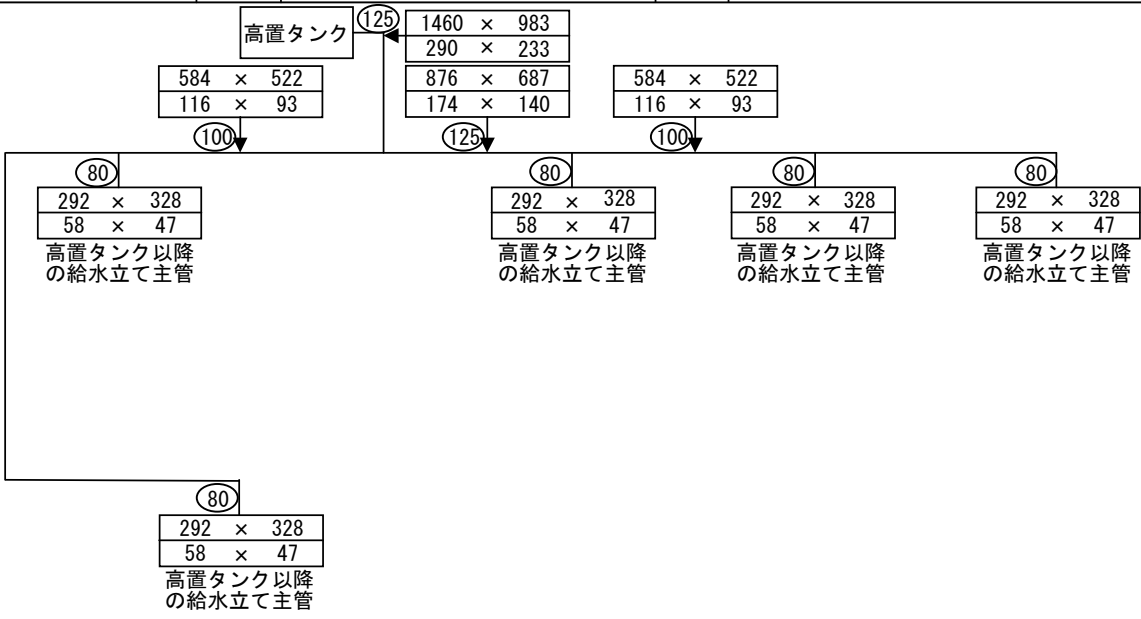 高置タンク
125
1460 × 983
290 × 233
584 × 522
116 × 93
876 × 687
174 × 140
584 × 522
116 × 93
100
125
100
80
80
80
80
292 × 328
58 × 47
高置タンク以降
の給水立て主管
292 × 328
58 × 47
高置タンク以降
の給水立て主管
292 × 328
58 × 47
高置タンク以降
の給水立て主管
292 × 328
58 × 47
高置タンク以降
の給水立て主管
80
292 × 328
58 × 47
高置タンク以降
の給水立て主管